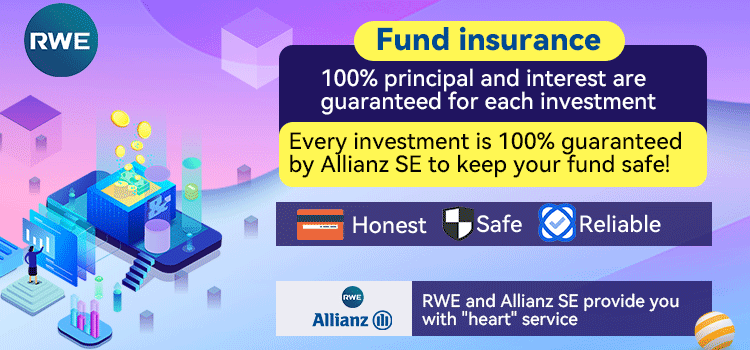 RWE
Fund insurance
100% principal and interest are
guaranteed for each investment
Every investment is 100% guaranteed
by Allianz SE to keep your fund safe!
Honest
Safe
Reliable
RWE
Allianz
RWE and Allianz SE provide you
with "heart" service